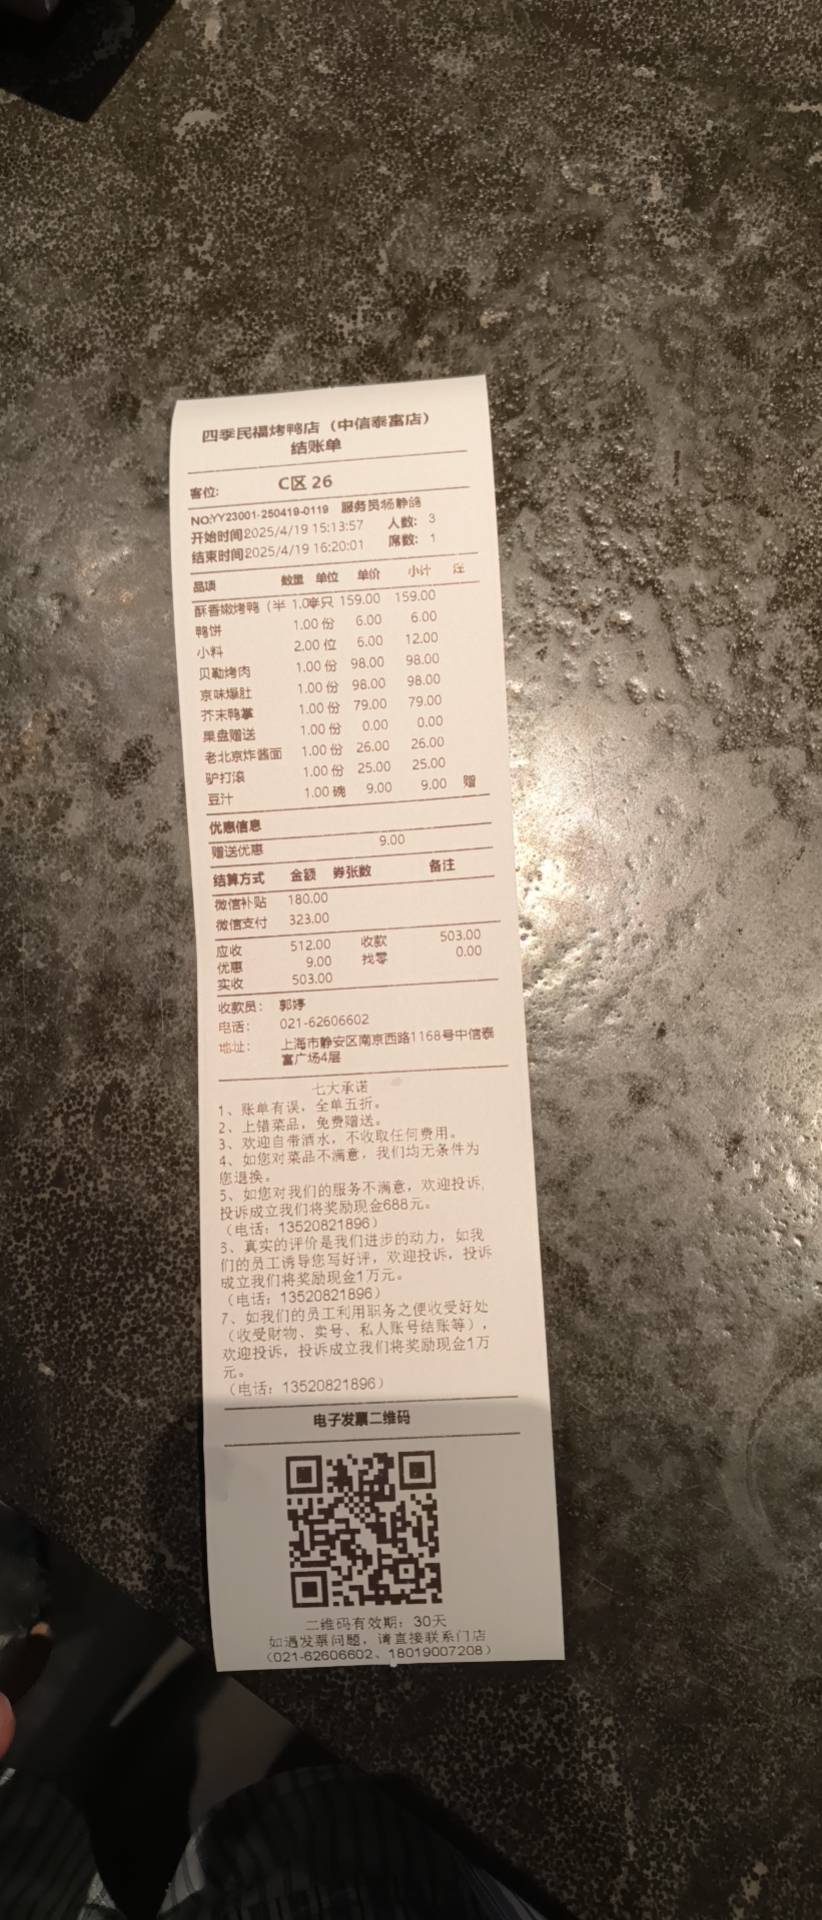 四季民福烤鸭店（中信泰富店）
结账单
客位: C区 26
NO:YY23001-250419-0119 服务员:杨静鸽
开始时间2025/4/19 15:13:57 人数: 3
结束时间2025/4/19 16:20:01 席数: 1
品项 数量 单位 单价 小计
酥香嫩烤鸭（半 1.0 只 159.00 159.00
鸭饼 1.00 份 6.00 6.00
小料 2.00 位 6.00 12.00
贝勒烤肉 1.00 份 98.00 98.00
京味爆肚 1.00 份 98.00 98.00
芥末鸭掌 1.00 份 79.00 79.00
果盘赠送 1.00 份 0.00 0.00
老北京炸酱面 1.00 份 26.00 26.00
驴打滚 1.00 份 25.00 25.00
豆汁 1.00 碗 9.00 9.00 赠
优惠信息
赠送优惠 9.00
结算方式 金额 券张数 备注
微信补贴 180.00
微信支付 323.00
应收 512.00 收款 503.00
优惠 9.00 找零 0.00
实收 503.00
收款员: 郭婷
电话: 021-62606602
地址: 上海市静安区南京西路1168号中信泰
富广场4层
七大承诺
1、账单有误，全单五折。
2、上错菜品，免费赠送。
3、欢迎自带酒水，不收取任何费用。
4、如您对菜品不满意，我们均无条件为
您退换。
5、如您对我们的服务不满意，欢迎投诉,
投诉成立我们将奖励现金688元。
（电话：13520821896）
3、真实的评价是我们进步的动力，如我
们的员工诱导您写好评，欢迎投诉，投诉
成立我们将奖励现金1万元。
（电话：13520821896）
7、如我们的员工利用职务之便收受好处
（收受财物、卖号、私人账号结账等），
欢迎投诉，投诉成立我们将奖励现金1万
元。
（电话：13520821896）
电子发票二维码
二维码有效期：30天
如遇发票问题，请直接联系门店
（021-62606602、18019007208）